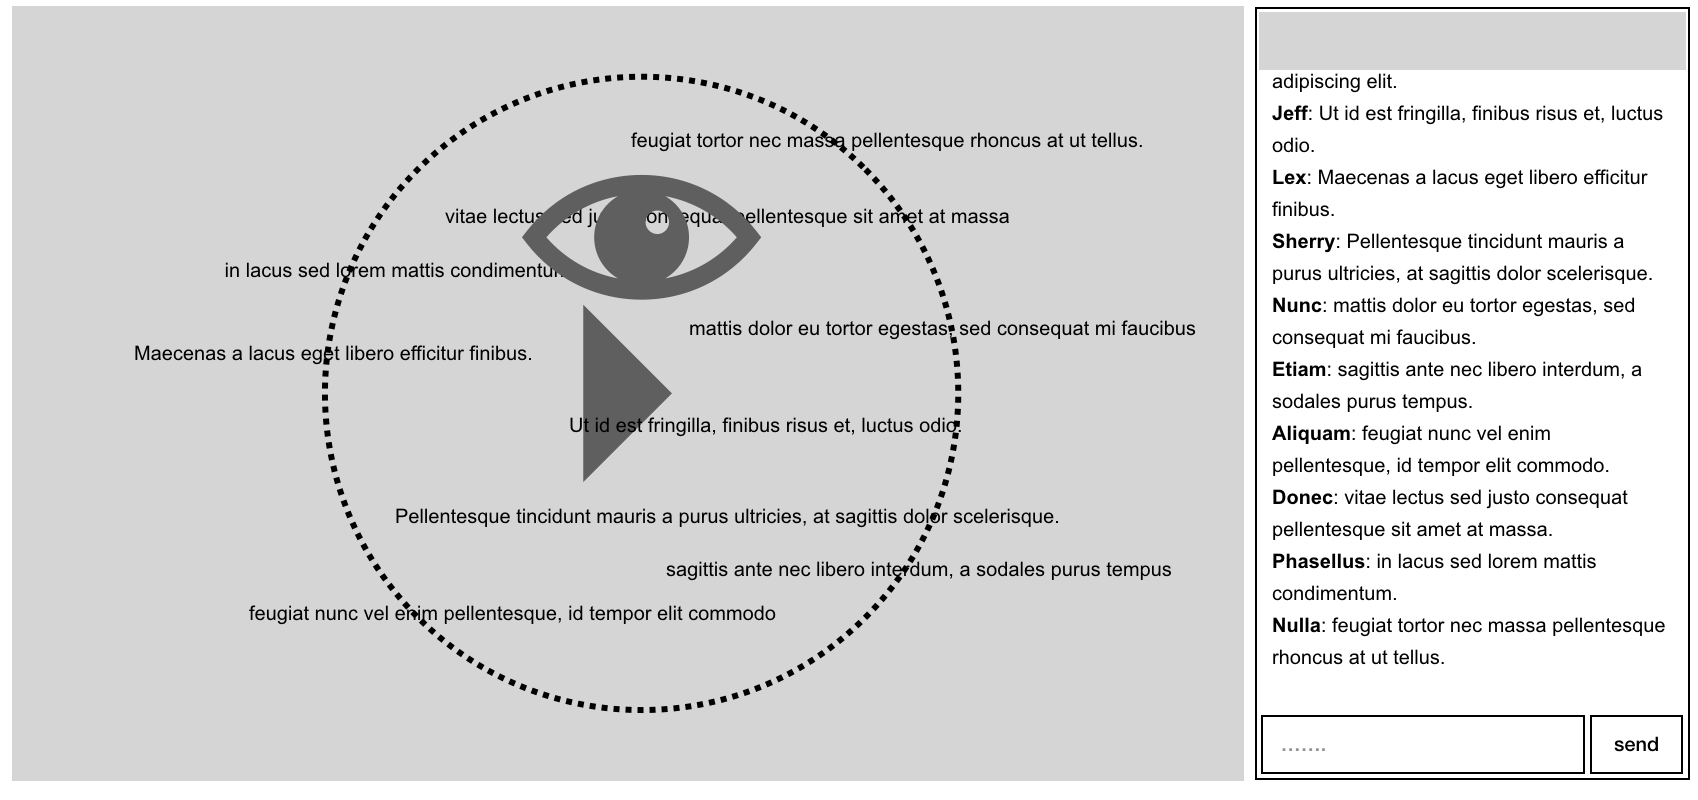 feugiat tortor nec massa pellentesque rhoncus at ut tellus.
vitae lectus sed justo consequat pellentesque sit amet at massa
in lacus sed lorem mattis condimentum
mattis dolor eu tortor egestas, sed consequat mi faucibus
Maecenas a lacus eget libero efficitur finibus.
Ut id est fringilla, finibus risus et, luctus odio.
Pellentesque tincidunt mauris a purus ultricies, at sagittis dolor scelerisque.
sagittis ante nec libero interdum, a sodales purus tempus
feugiat nunc vel enim pellentesque, id tempor elit commodo
adipiscing elit.
Jeff: Ut id est fringilla, finibus risus et, luctus
odio.
Lex: Maecenas a lacus eget libero efficitur
finibus.
Sherry: Pellentesque tincidunt mauris a
purus ultricies, at sagittis dolor scelerisque.
Nunc: mattis dolor eu tortor egestas, sed
consequat mi faucibus.
Etiam: sagittis ante nec libero interdum, a
sodales purus tempus.
Aliquam: feugiat nunc vel enim
pellentesque, id tempor elit commodo.
Donec: vitae lectus sed justo consequat
pellentesque sit amet at massa.
Phasellus: in lacus sed lorem mattis
condimentum.
Nulla: feugiat tortor nec massa pellentesque
rhoncus at ut tellus.
.......
send